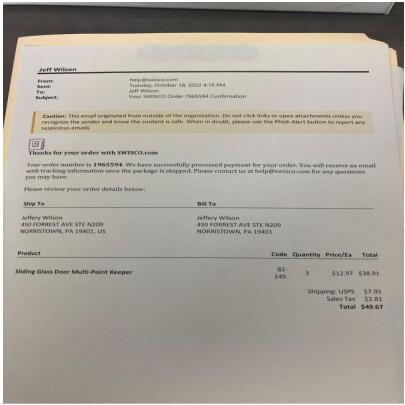 Jeff Wilson
From: help@swisco.com
Sent: Tuesday, October 18, 2022 4:19 PM
To: Jeff Wilson
Subject: Your SWISCO Order 1965594 Confirmation
Caution: This email originated from outside of the organization. Do not click links or open attachments unless you
recognize the sender and know the content is safe. When in doubt, please use the Phish Alert button to report any
suspicious emails
Thanks for your order with SWISCO.com
Your order number is 1965594. We have successfully processed payment for your order. You will receive an email
with tracking information once the package is shipped. Please contact us at help@swisco.com for any questions
you may have.
Please review your order details below:
Ship To Bill To
Jeffery Wilson Jeffery Wilson
450 FORREST AVE STE N209 450 FORREST AVE STE N209
NORRISTOWN, PA 19401, US NORRISTOWN, PA 19401
Product Code Quantity Price/Ea Total
Sliding Glass Door Multi-Point Keeper 82-249 3 $12.97 $38.91
Shipping: USPS $7.95
Sales Tax $2.81
Total $49.67